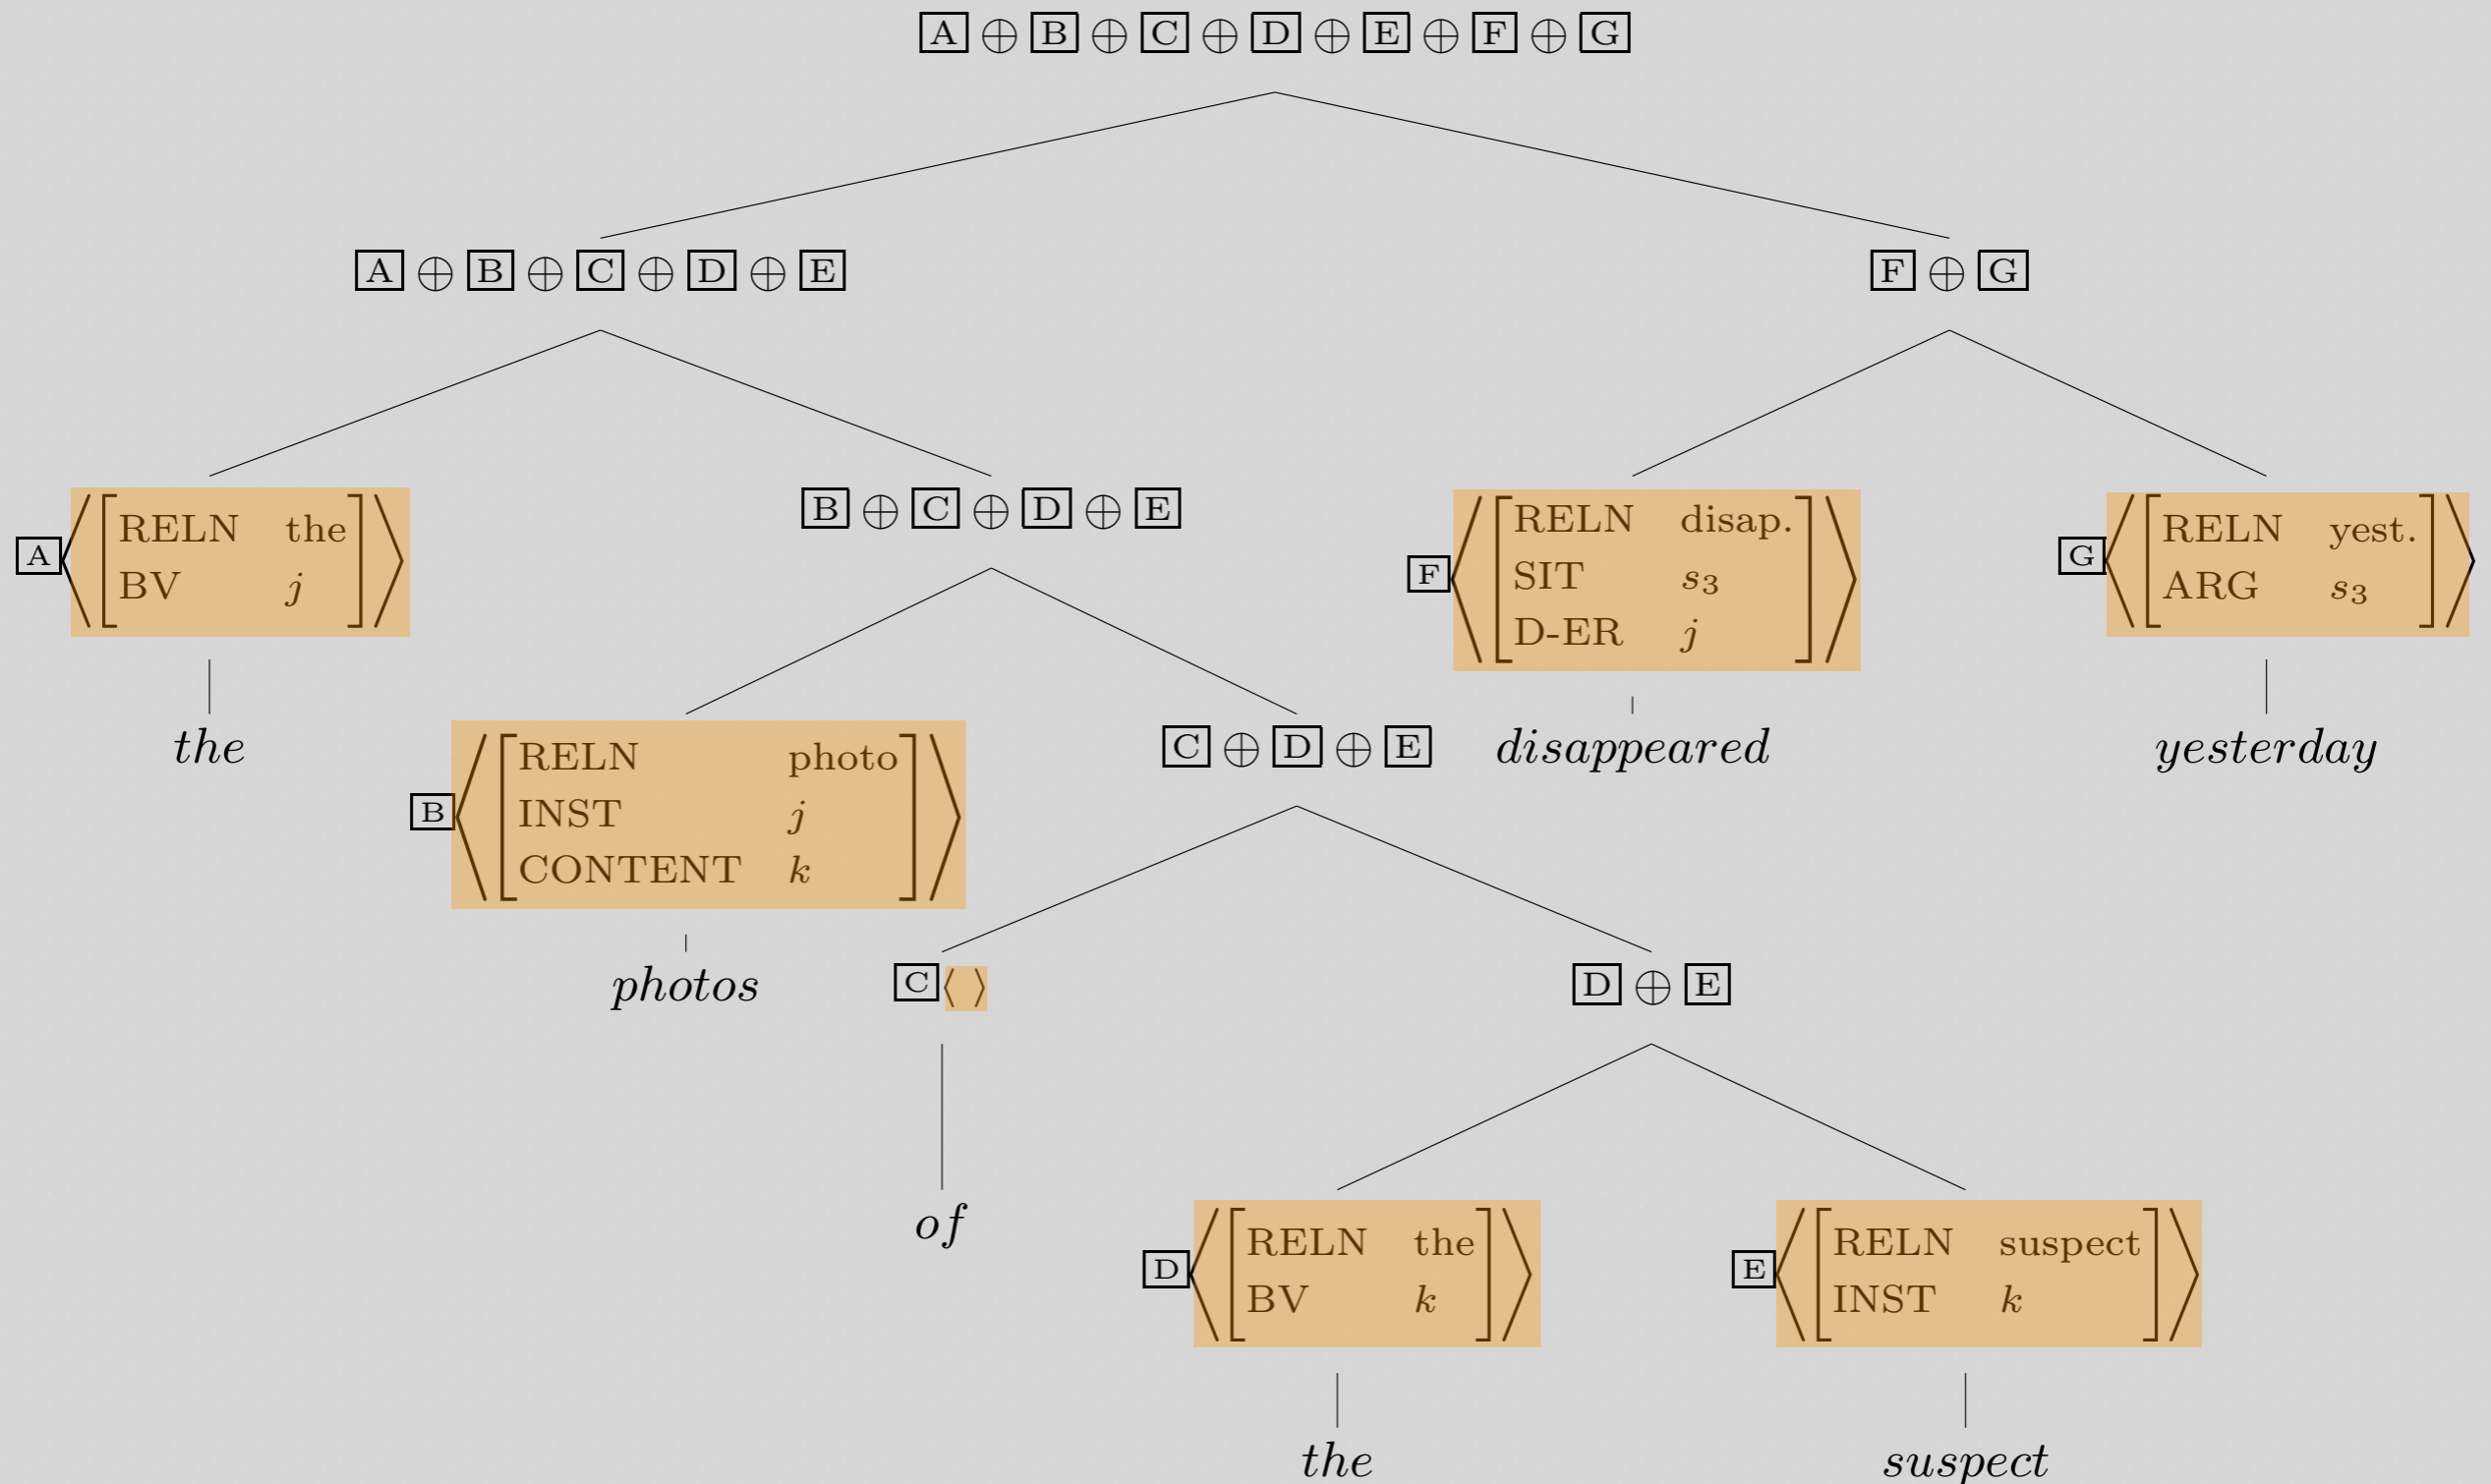 A ⊕ B ⊕ C ⊕ D ⊕ E ⊕ F ⊕ G
A ⊕ B ⊕ C ⊕ D ⊕ E
F ⊕ G
A ⟨[RELN the
BV j]⟩
the
B ⊕ C ⊕ D ⊕ E
F ⟨[RELN disap.
SIT s₃
D-ER j]⟩
disappeared
G ⟨[RELN yest.
ARG s₃]⟩
yesterday
B ⟨[RELN photo
INST j
CONTENT k]⟩
photos
C ⊕ D ⊕ E
C ⟨ ⟩
of
D ⊕ E
D ⟨[RELN the
BV k]⟩
the
E ⟨[RELN suspect
INST k]⟩
suspect